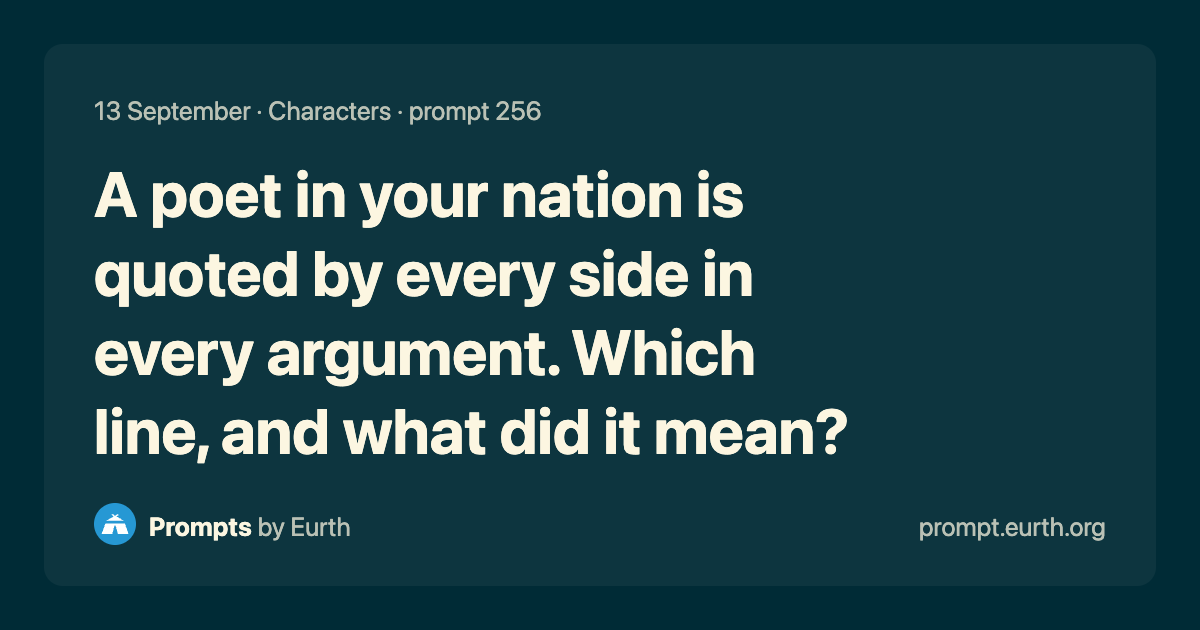 13 September · Characters · prompt 256
A poet in your nation is
quoted by every side in
every argument. Which
line, and what did it mean?
Prompts by Eurth
prompt.eurth.org